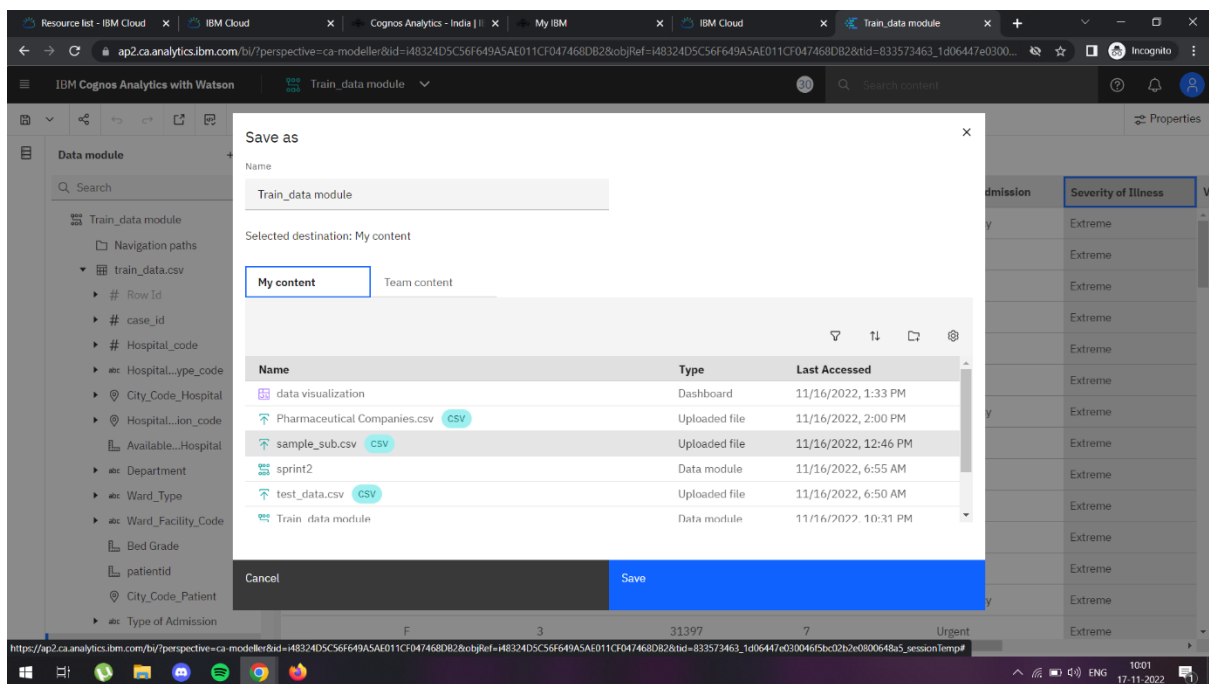 Resource list - IBM Cloud
IBM Cloud
Cognos Analytics - India | I
My IBM
IBM Cloud
Train_data module
ap2.ca.analytics.ibm.com/bi/?perspective=ca-modeller&id=i48324D5C56F649A5AE011CF047468DB2&objRef=i48324D5C56F649A5AE011CF047468DB2&tid=833573463_1d06447e0300...
Incognito
IBM Cognos Analytics with Watson
Train_data module
30
Search content
Properties
Data module
Search
Train_data module
Navigation paths
train_data.csv
# Row Id
# case_id
# Hospital_code
abc Hospital...ype_code
City_Code_Hospital
Hospital...ion_code
Available...Hospital
abc Department
abc Ward_Type
abc Ward_Facility_Code
Bed Grade
patientid
City_Code_Patient
abc Type of Admission
Save as
Name
Train_data module
Selected destination: My content
My content
Team content
Name Type Last Accessed
data visualization Dashboard 11/16/2022, 1:33 PM
Pharmaceutical Companies.csv CSV Uploaded file 11/16/2022, 2:00 PM
sample_sub.csv CSV Uploaded file 11/16/2022, 12:46 PM
sprint2 Data module 11/16/2022, 6:55 AM
test_data.csv CSV Uploaded file 11/16/2022, 6:50 AM
Train_data module Data module 11/16/2022, 10:31 PM
Cancel
Save
dmission Severity of Illness V
y Extreme
Extreme
Extreme
Extreme
Extreme
Extreme
y Extreme
Extreme
Extreme
Extreme
Extreme
Extreme
y Extreme
F 3 31397 7 Urgent Extreme
https://ap2.ca.analytics.ibm.com/bi/?perspective=ca-modeller&id=i48324D5C56F649A5AE011CF047468DB2&objRef=i48324D5C56F649A5AE011CF047468DB2&tid=833573463_1d06447e030046f5bc02b2e0800648a5_sessionTemp#
ENG
10:01
17-11-2022
1